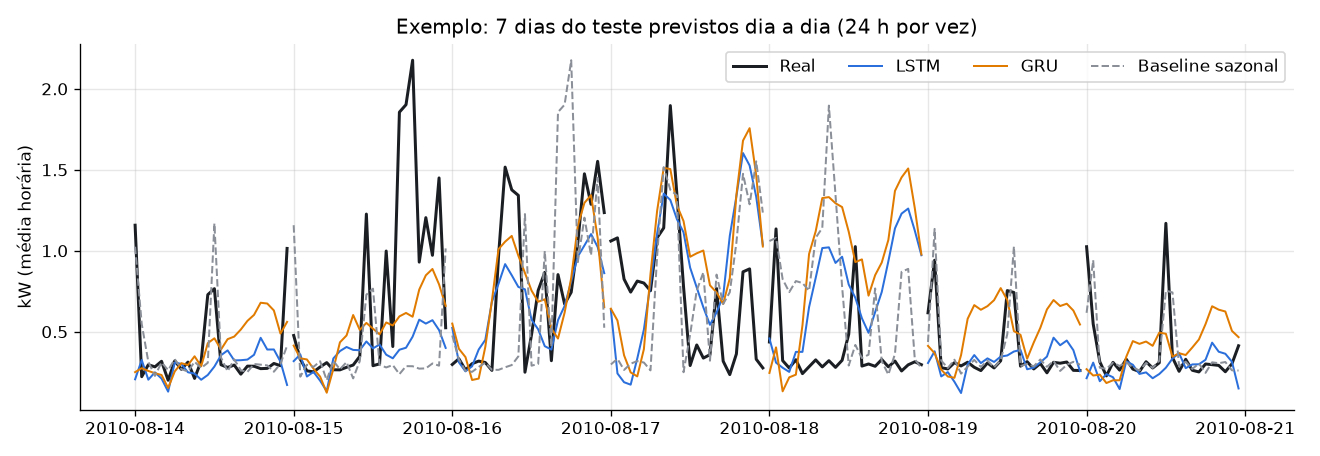 Exemplo: 7 dias do teste previstos dia a dia (24 h por vez)
Real LSTM GRU Baseline sazonal
kW (média horária)
2.0
1.5
1.0
0.5
2010-08-14 2010-08-15 2010-08-16 2010-08-17 2010-08-18 2010-08-19 2010-08-20 2010-08-21